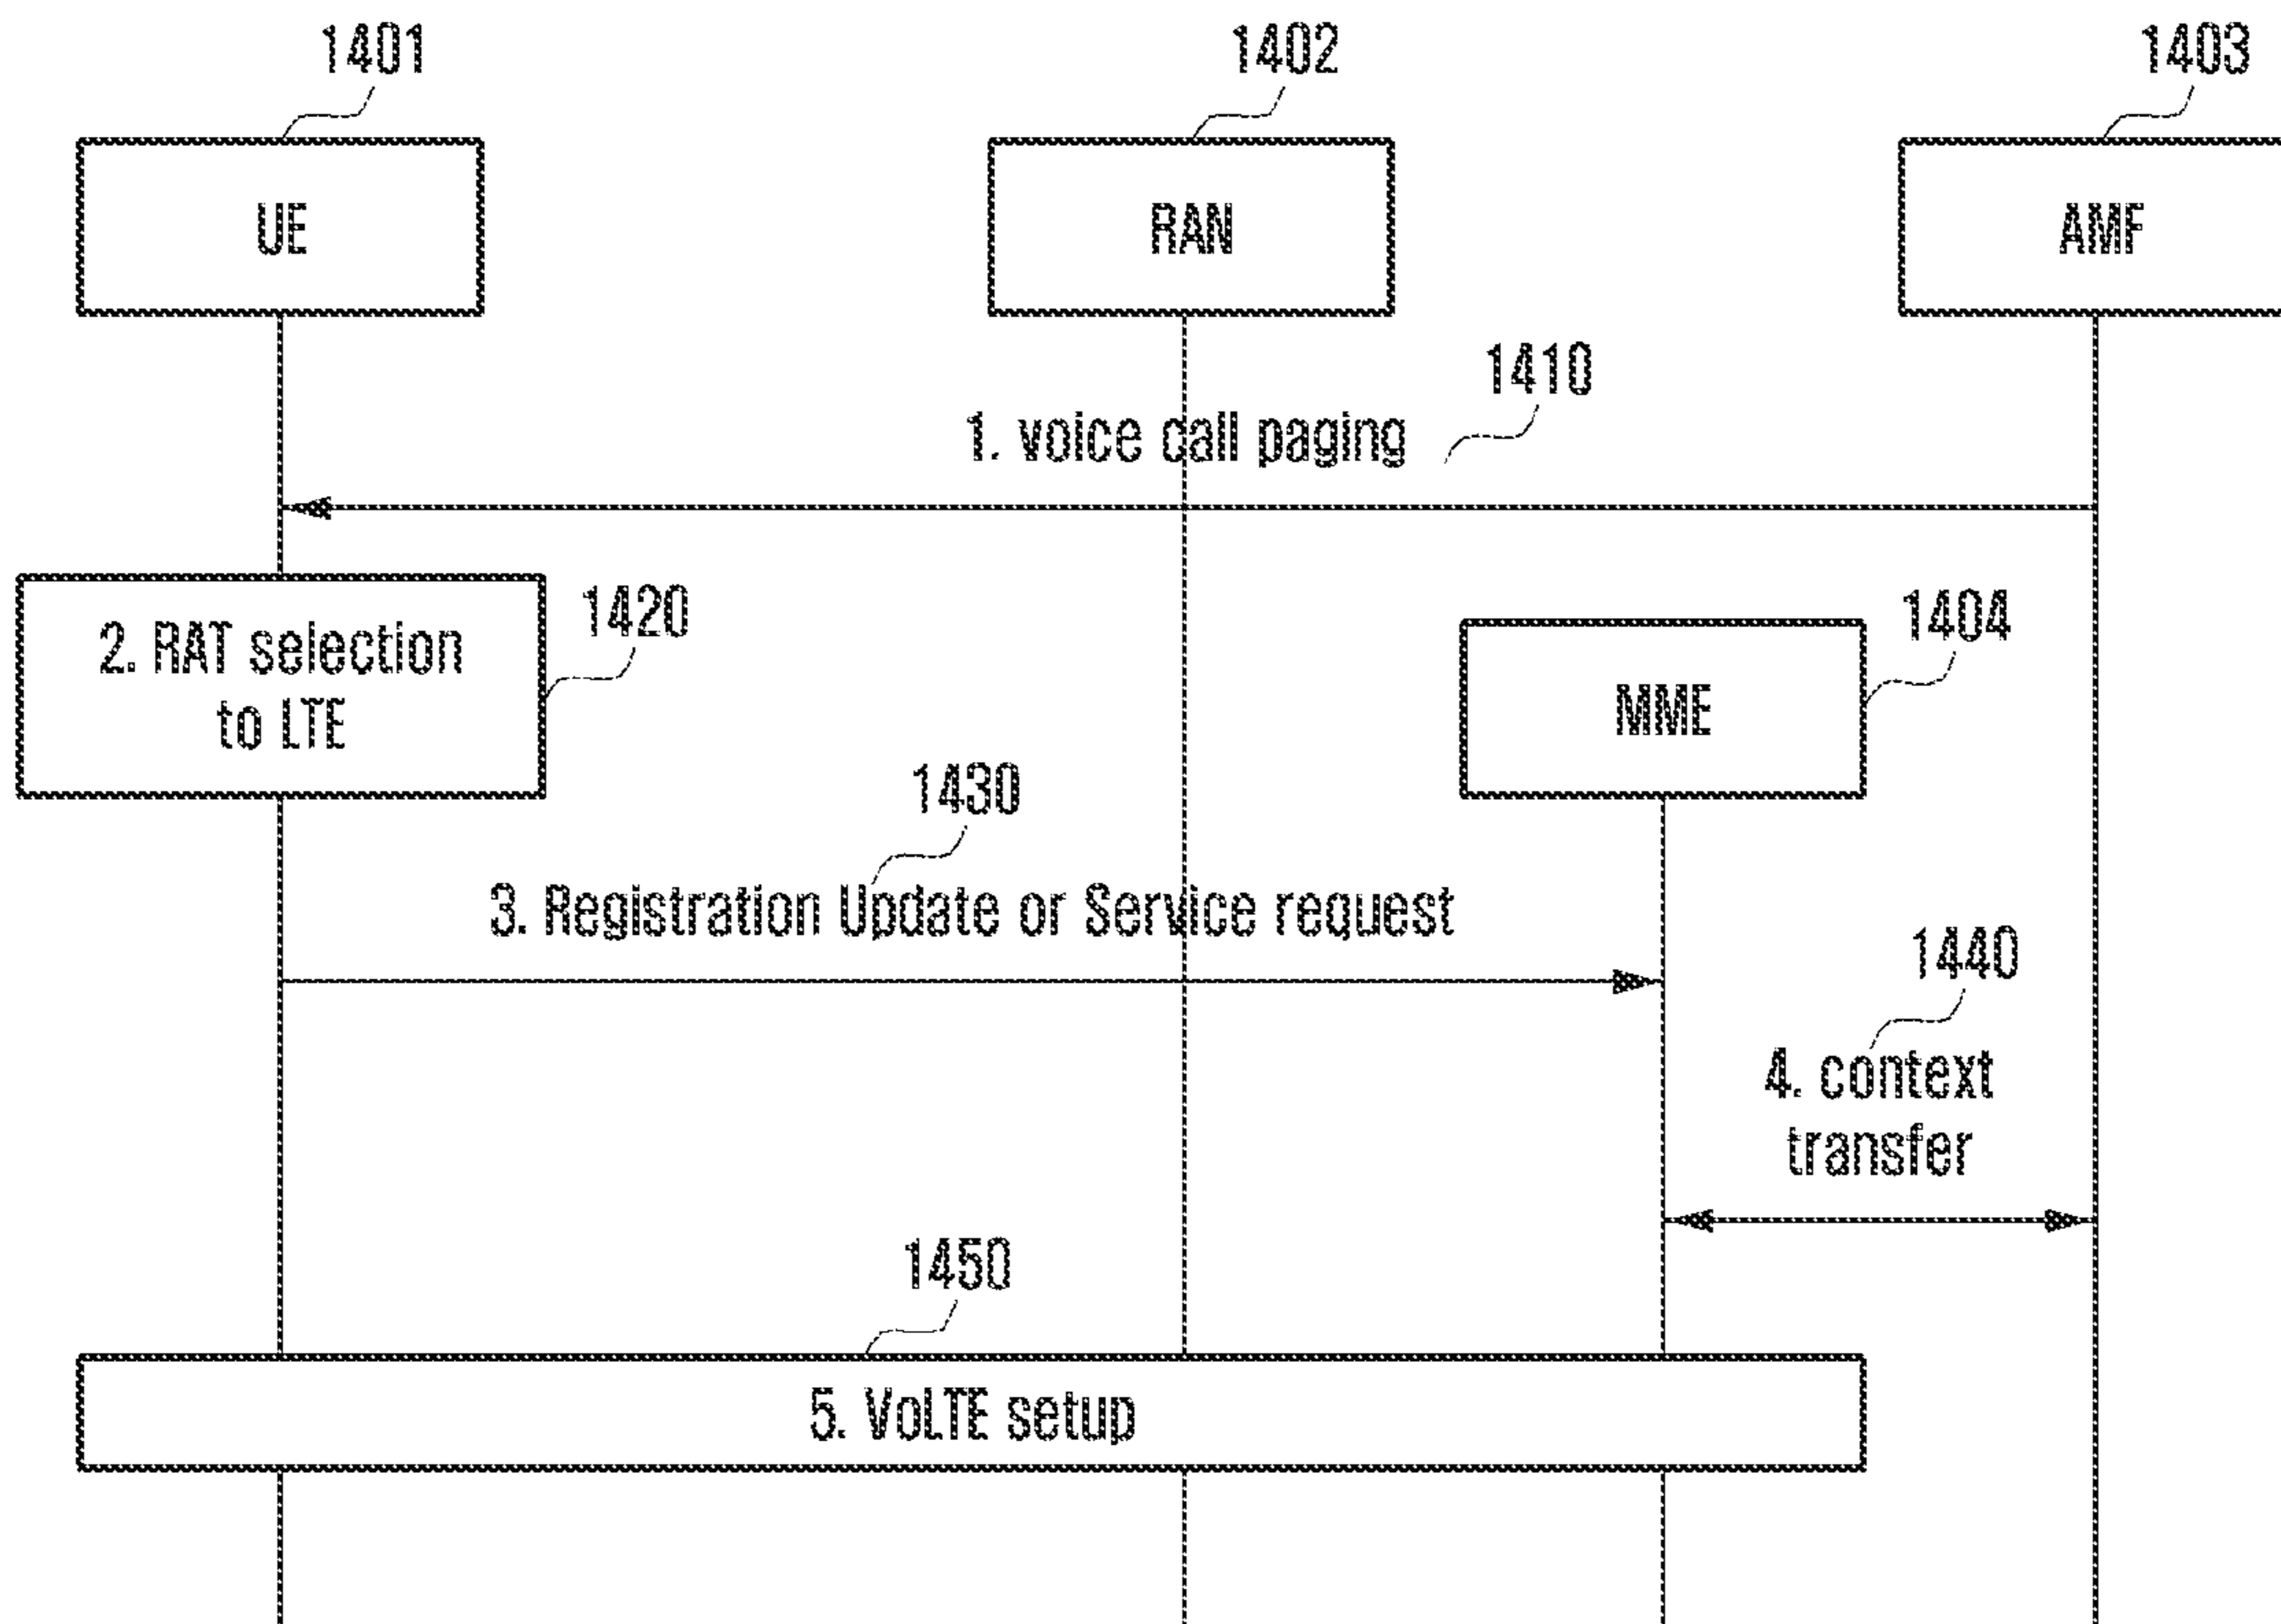 1401
1402
1403
UE
RAN
AMF
1410
1. voice call paging
1420
2. RAT selection
to LTE
1404
MME
1430
3. Registration Update or Service request
1440
4. context
transfer
1450
5. VoLTE setup